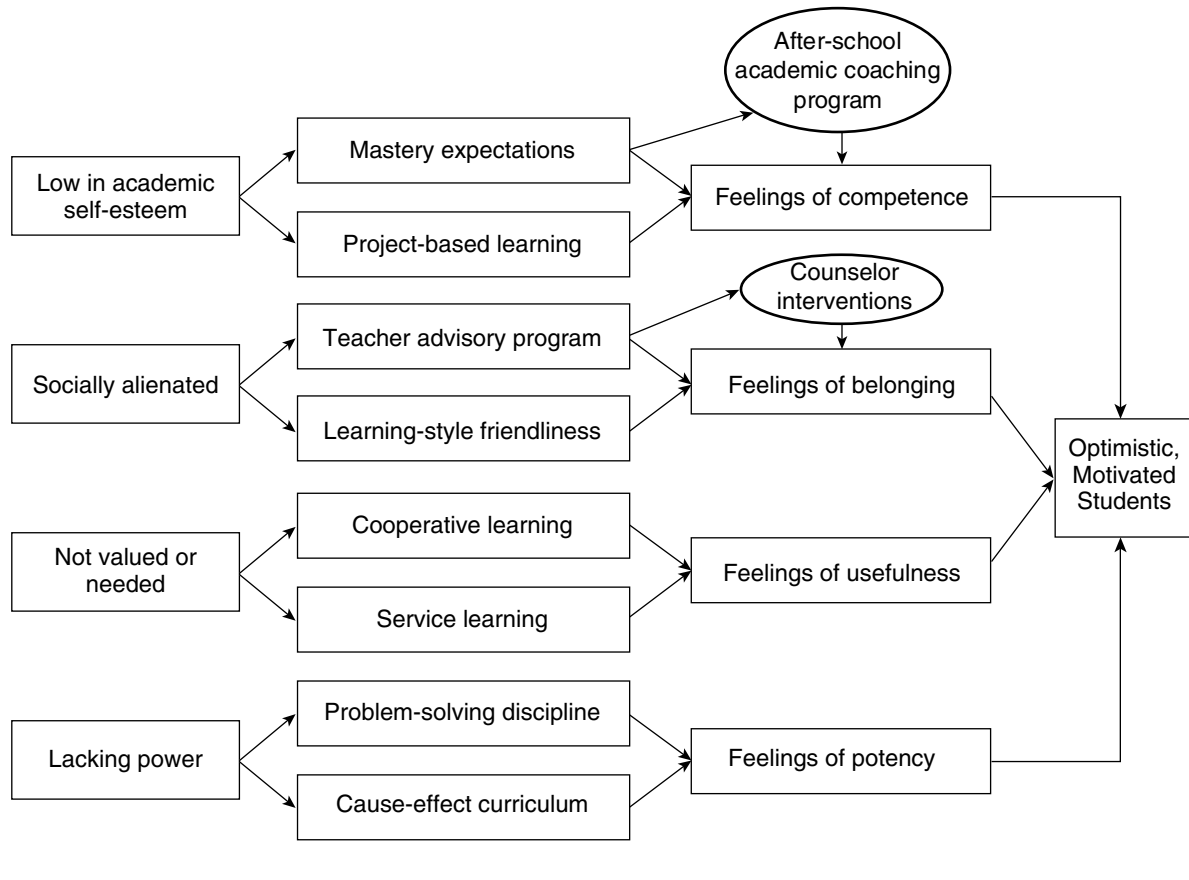 After-school
academic coaching
program
Mastery expectations
Low in academic
self-esteem
Feelings of competence
Project-based learning
Counselor
interventions
Teacher advisory program
Socially alienated
Feelings of belonging
Learning-style friendliness
Optimistic,
Motivated
Students
Cooperative learning
Not valued or
needed
Feelings of usefulness
Service learning
Problem-solving discipline
Lacking power
Feelings of potency
Cause-effect curriculum